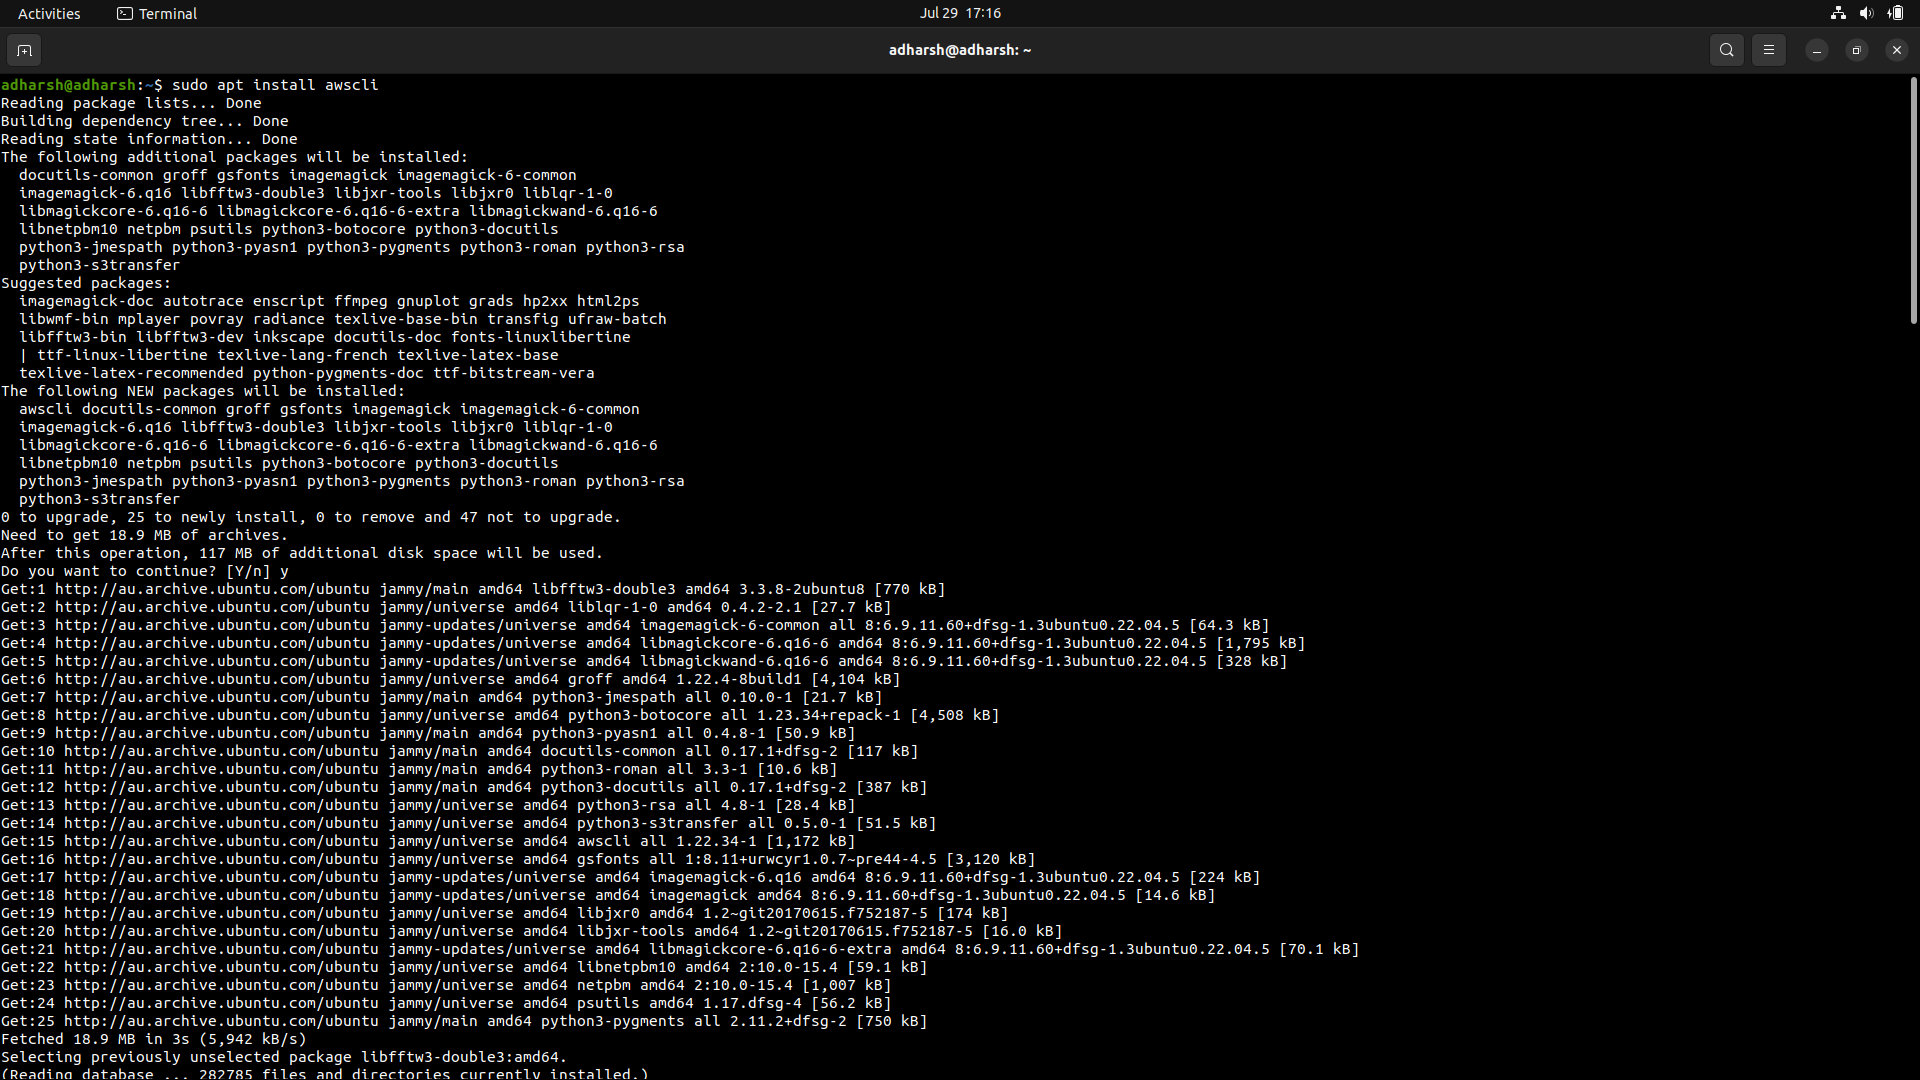 Activities Terminal Jul 29 17:16
adharsh@adharsh: ~
adharsh@adharsh:~$ sudo apt install awscli
Reading package lists... Done
Building dependency tree... Done
Reading state information... Done
The following additional packages will be installed:
  docutils-common groff gsfonts imagemagick imagemagick-6-common
  imagemagick-6.q16 libfftw3-double3 libjxr-tools libjxr0 liblqr-1-0
  libmagickcore-6.q16-6 libmagickcore-6.q16-6-extra libmagickwand-6.q16-6
  libnetpbm10 netpbm psutils python3-botocore python3-docutils
  python3-jmespath python3-pyasn1 python3-pygments python3-roman python3-rsa
  python3-s3transfer
Suggested packages:
  imagemagick-doc autotrace enscript ffmpeg gnuplot grads hp2xx html2ps
  libwmf-bin mplayer povray radiance texlive-base-bin transfig ufraw-batch
  libfftw3-bin libfftw3-dev inkscape docutils-doc fonts-linuxlibertine
  | ttf-linux-libertine texlive-lang-french texlive-latex-base
  texlive-latex-recommended python-pygments-doc ttf-bitstream-vera
The following NEW packages will be installed:
  awscli docutils-common groff gsfonts imagemagick imagemagick-6-common
  imagemagick-6.q16 libfftw3-double3 libjxr-tools libjxr0 liblqr-1-0
  libmagickcore-6.q16-6 libmagickcore-6.q16-6-extra libmagickwand-6.q16-6
  libnetpbm10 netpbm psutils python3-botocore python3-docutils
  python3-jmespath python3-pyasn1 python3-pygments python3-roman python3-rsa
  python3-s3transfer
0 to upgrade, 25 to newly install, 0 to remove and 47 not to upgrade.
Need to get 18.9 MB of archives.
After this operation, 117 MB of additional disk space will be used.
Do you want to continue? [Y/n] y
Get:1 http://au.archive.ubuntu.com/ubuntu jammy/main amd64 libfftw3-double3 amd64 3.3.8-2ubuntu8 [770 kB]
Get:2 http://au.archive.ubuntu.com/ubuntu jammy/universe amd64 liblqr-1-0 amd64 0.4.2-2.1 [27.7 kB]
Get:3 http://au.archive.ubuntu.com/ubuntu jammy-updates/universe amd64 imagemagick-6-common all 8:6.9.11.60+dfsg-1.3ubuntu0.22.04.5 [64.3 kB]
Get:4 http://au.archive.ubuntu.com/ubuntu jammy-updates/universe amd64 libmagickcore-6.q16-6 amd64 8:6.9.11.60+dfsg-1.3ubuntu0.22.04.5 [1,795 kB]
Get:5 http://au.archive.ubuntu.com/ubuntu jammy-updates/universe amd64 libmagickwand-6.q16-6 amd64 8:6.9.11.60+dfsg-1.3ubuntu0.22.04.5 [328 kB]
Get:6 http://au.archive.ubuntu.com/ubuntu jammy/universe amd64 groff amd64 1.22.4-8build1 [4,104 kB]
Get:7 http://au.archive.ubuntu.com/ubuntu jammy/main amd64 python3-jmespath all 0.10.0-1 [21.7 kB]
Get:8 http://au.archive.ubuntu.com/ubuntu jammy/universe amd64 python3-botocore all 1.23.34+repack-1 [4,508 kB]
Get:9 http://au.archive.ubuntu.com/ubuntu jammy/main amd64 python3-pyasn1 all 0.4.8-1 [50.9 kB]
Get:10 http://au.archive.ubuntu.com/ubuntu jammy/main amd64 docutils-common all 0.17.1+dfsg-2 [117 kB]
Get:11 http://au.archive.ubuntu.com/ubuntu jammy/main amd64 python3-roman all 3.3-1 [10.6 kB]
Get:12 http://au.archive.ubuntu.com/ubuntu jammy/main amd64 python3-docutils all 0.17.1+dfsg-2 [387 kB]
Get:13 http://au.archive.ubuntu.com/ubuntu jammy/universe amd64 python3-rsa all 4.8-1 [28.4 kB]
Get:14 http://au.archive.ubuntu.com/ubuntu jammy/universe amd64 python3-s3transfer all 0.5.0-1 [51.5 kB]
Get:15 http://au.archive.ubuntu.com/ubuntu jammy/universe amd64 awscli all 1.22.34-1 [1,172 kB]
Get:16 http://au.archive.ubuntu.com/ubuntu jammy/universe amd64 gsfonts all 1:8.11+urwcyr1.0.7~pre44-4.5 [3,120 kB]
Get:17 http://au.archive.ubuntu.com/ubuntu jammy-updates/universe amd64 imagemagick-6.q16 amd64 8:6.9.11.60+dfsg-1.3ubuntu0.22.04.5 [224 kB]
Get:18 http://au.archive.ubuntu.com/ubuntu jammy-updates/universe amd64 imagemagick amd64 8:6.9.11.60+dfsg-1.3ubuntu0.22.04.5 [14.6 kB]
Get:19 http://au.archive.ubuntu.com/ubuntu jammy/universe amd64 libjxr0 amd64 1.2~git20170615.f752187-5 [174 kB]
Get:20 http://au.archive.ubuntu.com/ubuntu jammy/universe amd64 libjxr-tools amd64 1.2~git20170615.f752187-5 [16.0 kB]
Get:21 http://au.archive.ubuntu.com/ubuntu jammy-updates/universe amd64 libmagickcore-6.q16-6-extra amd64 8:6.9.11.60+dfsg-1.3ubuntu0.22.04.5 [70.1 kB]
Get:22 http://au.archive.ubuntu.com/ubuntu jammy/universe amd64 libnetpbm10 amd64 2:10.0-15.4 [59.1 kB]
Get:23 http://au.archive.ubuntu.com/ubuntu jammy/universe amd64 netpbm amd64 2:10.0-15.4 [1,007 kB]
Get:24 http://au.archive.ubuntu.com/ubuntu jammy/universe amd64 psutils amd64 1.17.dfsg-4 [56.2 kB]
Get:25 http://au.archive.ubuntu.com/ubuntu jammy/main amd64 python3-pygments all 2.11.2+dfsg-2 [750 kB]
Fetched 18.9 MB in 3s (5,942 kB/s)
Selecting previously unselected package libfftw3-double3:amd64.
(Reading database ... 282785 files and directories currently installed.)